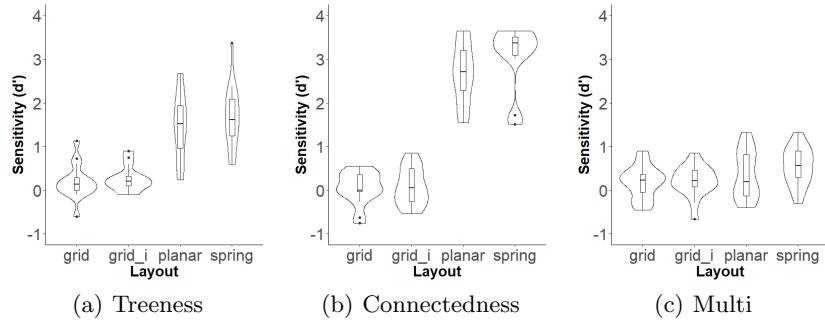 4
3
2
1
0
-1
Sensitivity (d')
grid grid_i planar spring
Layout
(a) Treeness
4
3
2
1
0
-1
Sensitivity (d')
grid grid_i planar spring
Layout
(b) Connectedness
4
3
2
1
0
-1
Sensitivity (d')
grid grid_i planar spring
Layout
(c) Multi